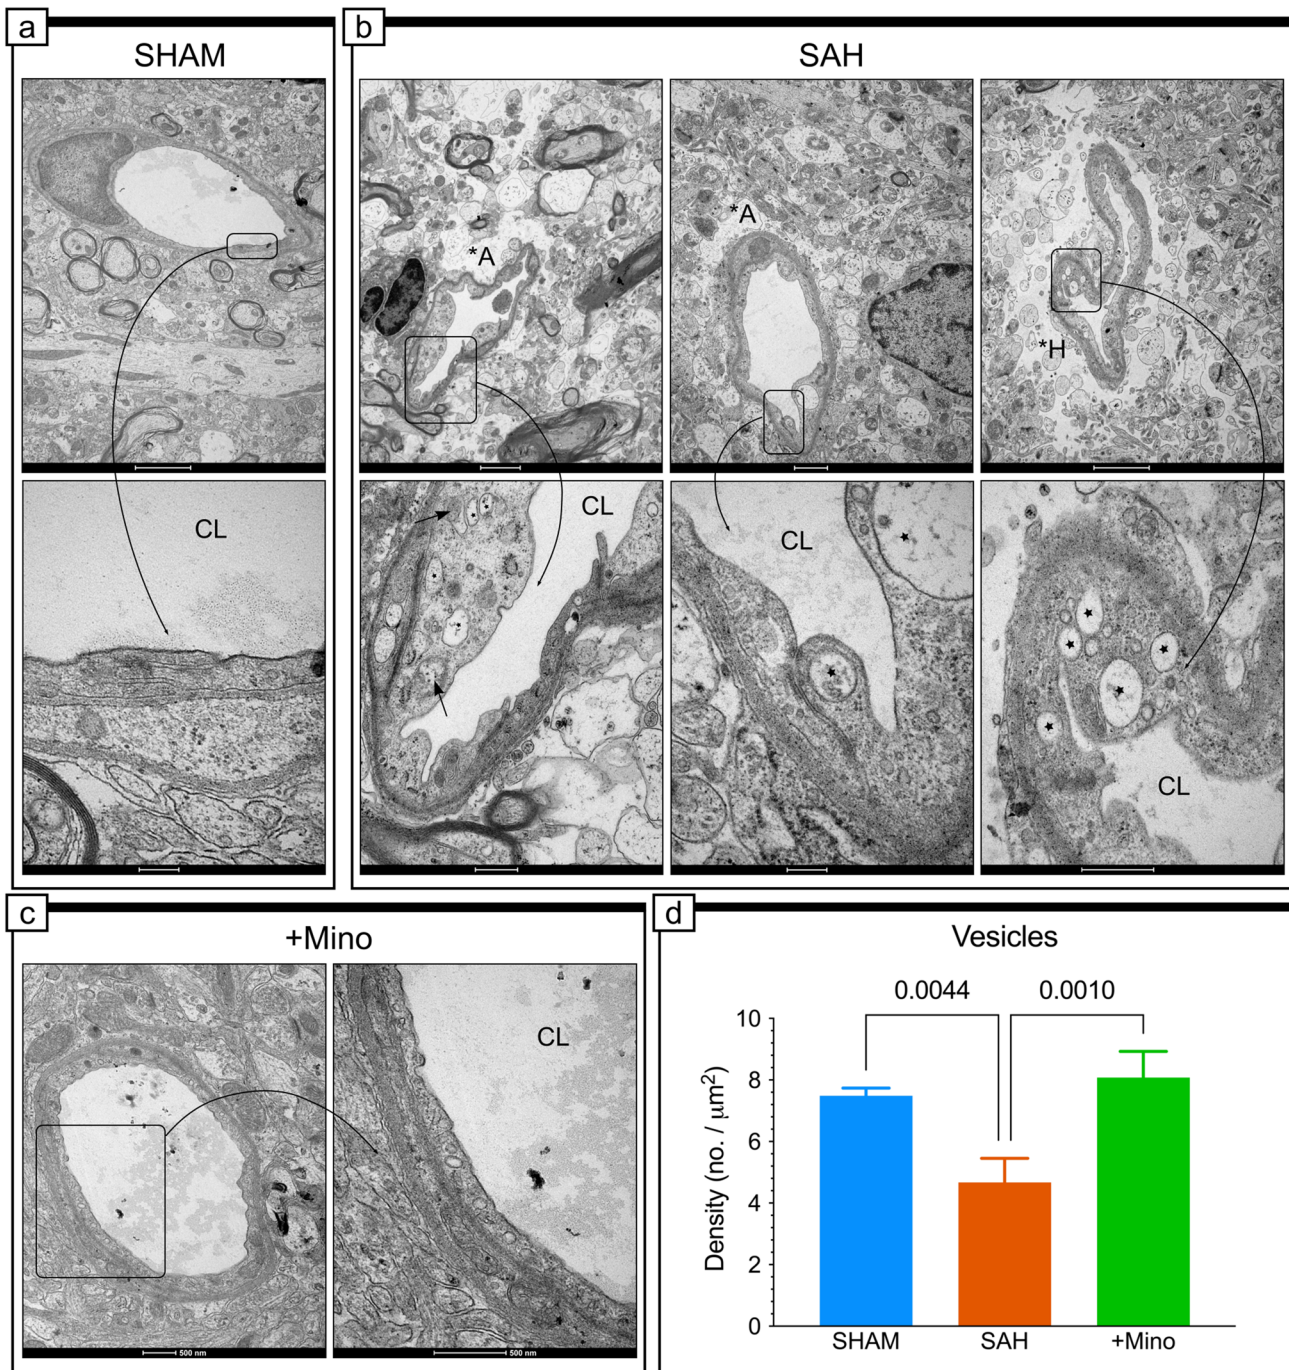 a
SHAM
CL
b
SAH
*A
*A
*H
CL
CL
CL
c
+Mino
CL
500 nm
500 nm
d
Vesicles
0.0044
0.0010
Density (no. / μm²)
10
8
6
4
2
0
SHAM
SAH
+Mino